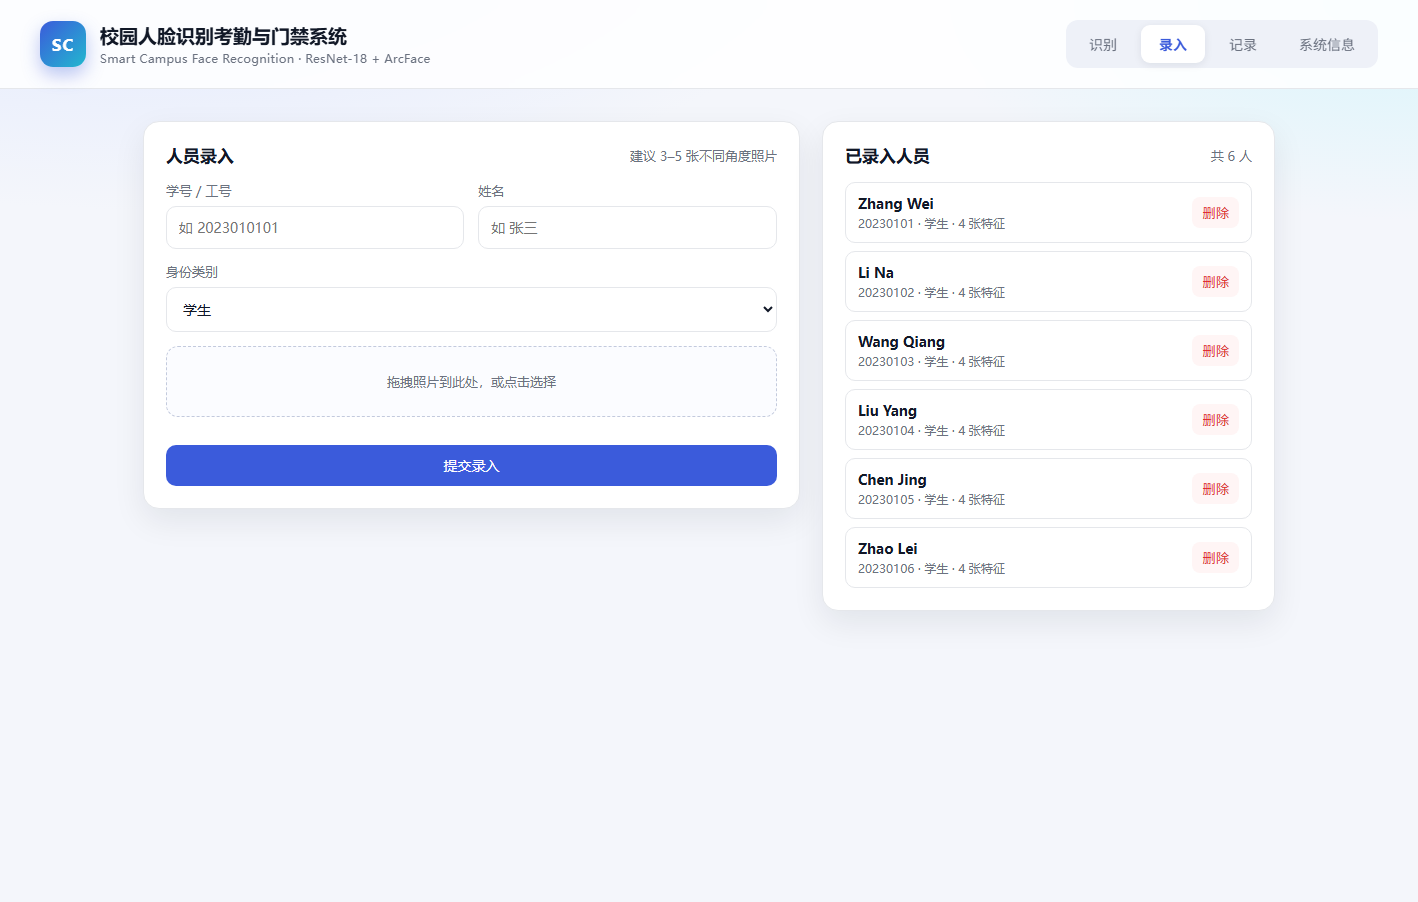 SC
校园人脸识别考勤与门禁系统
Smart Campus Face Recognition · ResNet-18 + ArcFace
识别
录入
记录
系统信息
人员录入
建议 3–5 张不同角度照片
学号 / 工号
姓名
如 2023010101
如 张三
身份类别
学生
拖拽照片到此处，或点击选择
提交录入
已录入人员
共 6 人
Zhang Wei
20230101 · 学生 · 4 张特征
删除
Li Na
20230102 · 学生 · 4 张特征
删除
Wang Qiang
20230103 · 学生 · 4 张特征
删除
Liu Yang
20230104 · 学生 · 4 张特征
删除
Chen Jing
20230105 · 学生 · 4 张特征
删除
Zhao Lei
20230106 · 学生 · 4 张特征
删除